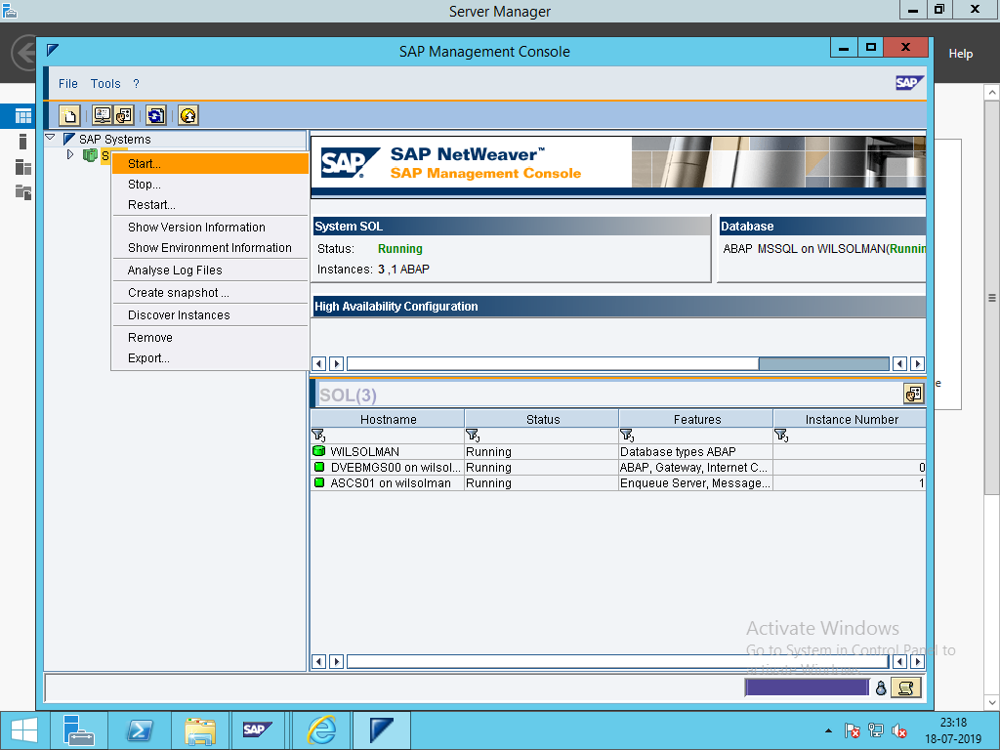 Server Manager
SAP Management Console
Help
File Tools ?
SAP
SAP Systems
S
Start...
Stop...
Restart...
Show Version Information
Show Environment Information
Analyse Log Files
Create snapshot ...
Discover Instances
Remove
Export...
SAP
SAP NetWeaver™
SAP Management Console
System SOL
Status: Running
Instances: 3 ,1 ABAP
Database
ABAP MSSQL on WILSOLMAN(Runnin
High Availability Configuration
SOL(3)
Hostname Status Features Instance Number
WILSOLMAN Running Database types ABAP
DVEBMGS00 on wilsol... Running ABAP, Gateway, Internet C... 0
ASCS01 on wilsolman Running Enqueue Server, Message... 1
e
Activate Windows
Go to System in Control Panel to
activate Windows.
SAP
23:18
18-07-2019